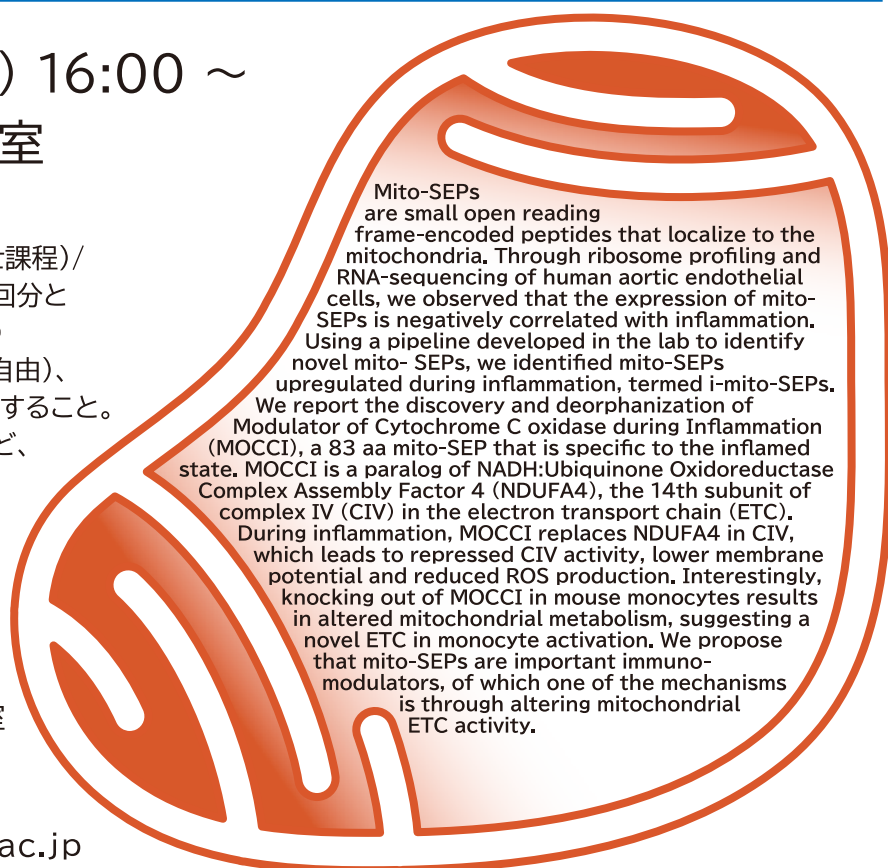 ) 16:00 ~
室
課程)/
回分と
自由)、
すること。
ど、
室
ac.jp
Mito-SEPs
are small open reading
frame-encoded peptides that localize to the
mitochondria. Through ribosome profiling and
RNA-sequencing of human aortic endothelial
cells, we observed that the expression of mito-
SEPs is negatively correlated with inflammation.
Using a pipeline developed in the lab to identify
novel mito- SEPs, we identified mito-SEPs
upregulated during inflammation, termed i-mito-SEPs.
We report the discovery and deorphanization of
Modulator of Cytochrome C oxidase during Inflammation
(MOCCI), a 83 aa mito-SEP that is specific to the inflamed
state. MOCCI is a paralog of NADH:Ubiquinone Oxidoreductase
Complex Assembly Factor 4 (NDUFA4), the 14th subunit of
complex IV (CIV) in the electron transport chain (ETC).
During inflammation, MOCCI replaces NDUFA4 in CIV,
which leads to repressed CIV activity, lower membrane
potential and reduced ROS production. Interestingly,
knocking out of MOCCI in mouse monocytes results
in altered mitochondrial metabolism, suggesting a
novel ETC in monocyte activation. We propose
that mito-SEPs are important immuno-
modulators, of which one of the mechanisms
is through altering mitochondrial
ETC activity.